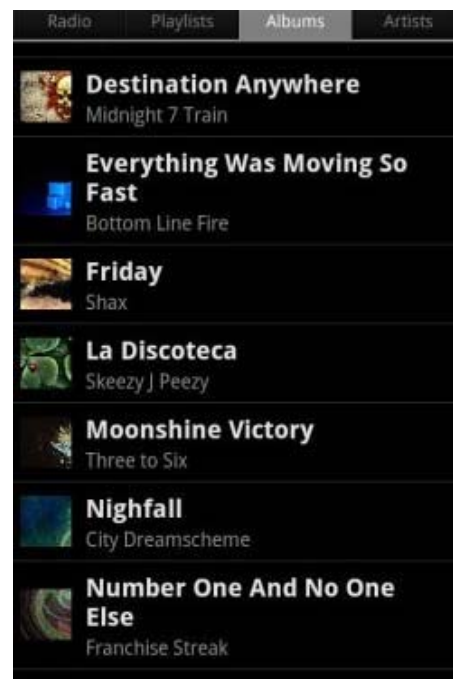 Radio Playlists Albums Artists
Destination Anywhere
Midnight 7 Train
Everything Was Moving So
Fast
Bottom Line Fire
Friday
Shax
La Discoteca
Skeezy J Peezy
Moonshine Victory
Three to Six
Nighfall
City Dreamscheme
Number One And No One
Else
Franchise Streak